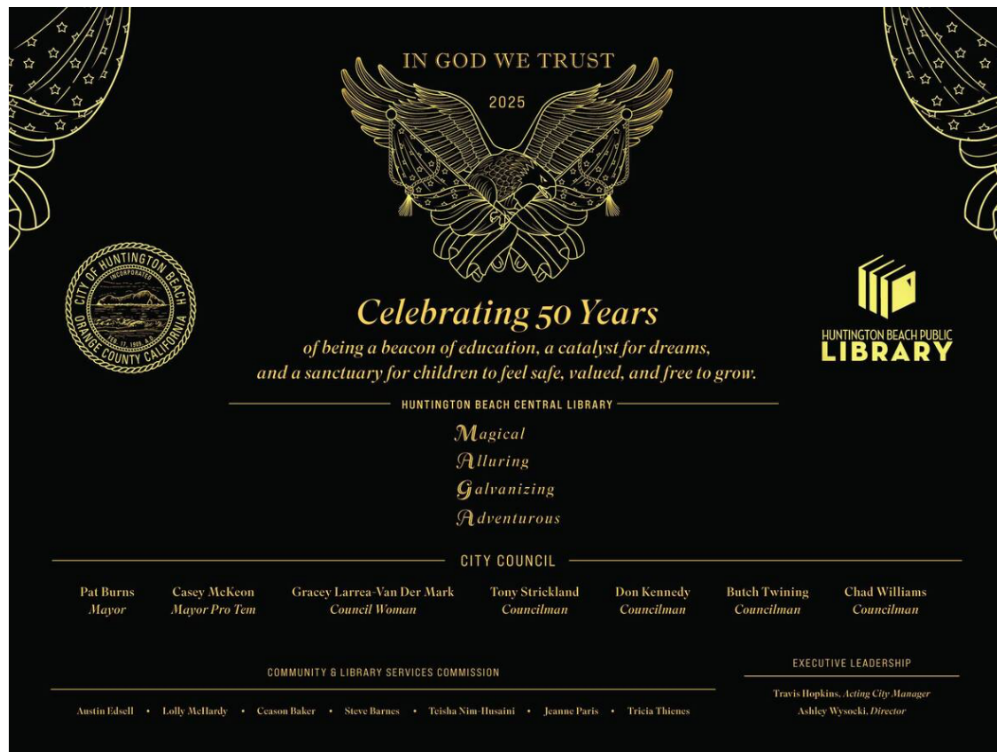 IN GOD WE TRUST
2025
CITY OF HUNTINGTON BEACH
INCORPORATED
FEB. 17, 1909
ORANGE COUNTY CALIFORNIA
HUNTINGTON BEACH PUBLIC
LIBRARY
Celebrating 50 Years
of being a beacon of education, a catalyst for dreams,
and a sanctuary for children to feel safe, valued, and free to grow.
HUNTINGTON BEACH CENTRAL LIBRARY
Magical
Alluring
Galvanizing
Adventurous
CITY COUNCIL
Pat Burns
Mayor
Casey McKeon
Mayor Pro Tem
Gracey Larrea-Van Der Mark
Council Woman
Tony Strickland
Councilman
Don Kennedy
Councilman
Butch Twining
Councilman
Chad Williams
Councilman
COMMUNITY & LIBRARY SERVICES COMMISSION
Austin Edsell • Lolly McHardy • Ceason Baker • Steve Barnes • Teisha Nim-Husaini • Jeanne Paris • Tricia Thienes
EXECUTIVE LEADERSHIP
Travis Hopkins, Acting City Manager
Ashley Wysocki, Director